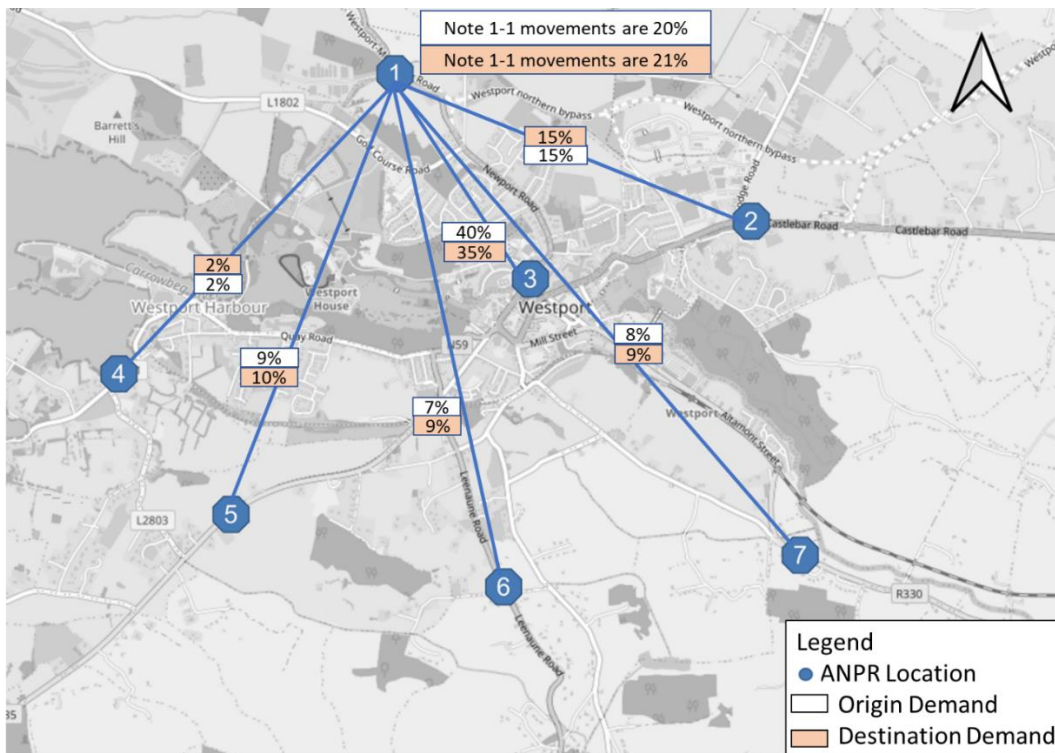 Note 1-1 movements are 20%
Note 1-1 movements are 21%
1
L1802
Barrett's
Hill
Golf Course Road
Newport Road
Westport northern bypass
Westport northern bypass
15%
15%
2
Castlebar Road
Castlebar Road
40%
35%
3
Westport
2%
2%
Westport Harbour
Westport
House
Quay Road
N59
Mill Street
8%
9%
4
9%
10%
7%
9%
Westport
Altamont Street
5
L2803
Leenaune Road
6
7
R330
Leenaune Road
Legend
ANPR Location
Origin Demand
Destination Demand